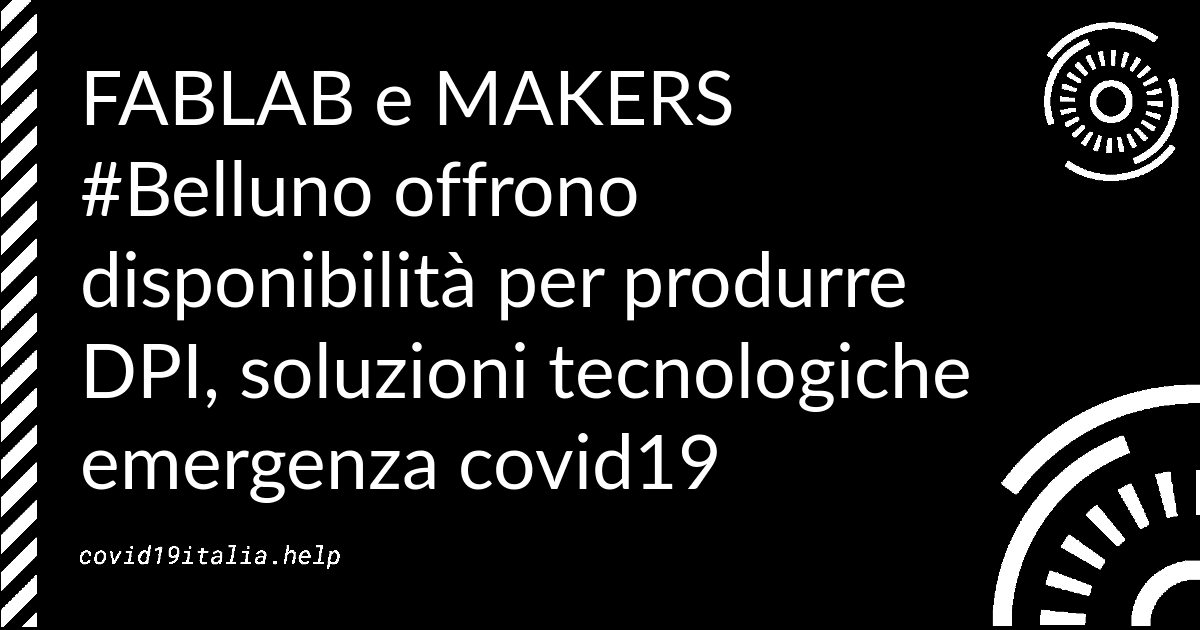 FABLAB e MAKERS
#Belluno offrono
disponibilità per produrre
DPI, soluzioni tecnologiche
emergenza covid19
covid19italia.help